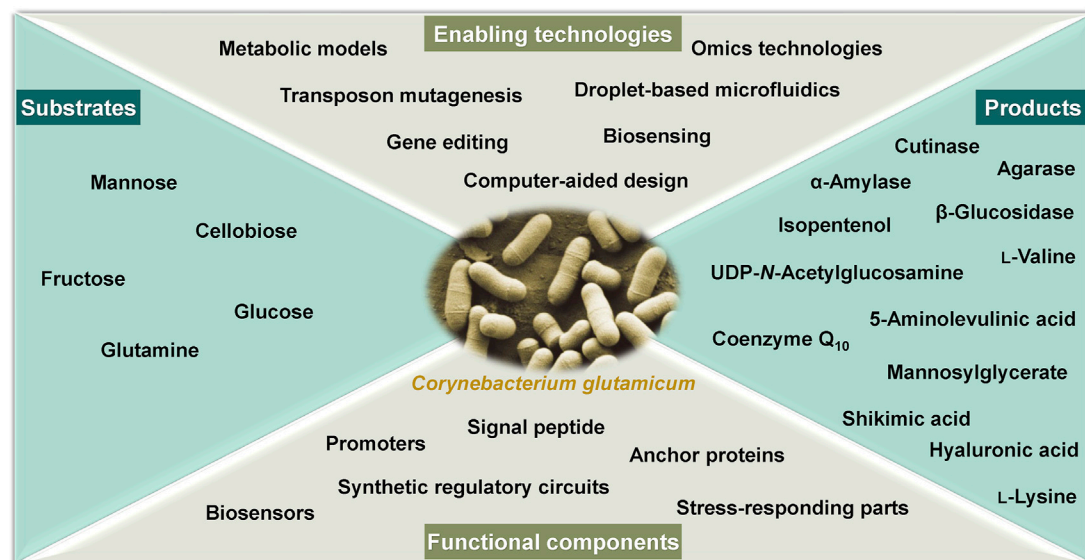 Enabling technologies
Metabolic models
Omics technologies
Transposon mutagenesis
Droplet-based microfluidics
Gene editing
Biosensing
Computer-aided design
Substrates
Mannose
Cellobiose
Fructose
Glucose
Glutamine
Products
Cutinase
Agarase
α-Amylase
β-Glucosidase
Isopentenol
L-Valine
UDP-N-Acetylglucosamine
5-Aminolevulinic acid
Coenzyme Q10
Mannosylglycerate
Shikimic acid
Hyaluronic acid
L-Lysine
Corynebacterium glutamicum
Signal peptide
Promoters
Anchor proteins
Synthetic regulatory circuits
Biosensors
Stress-responding parts
Functional components